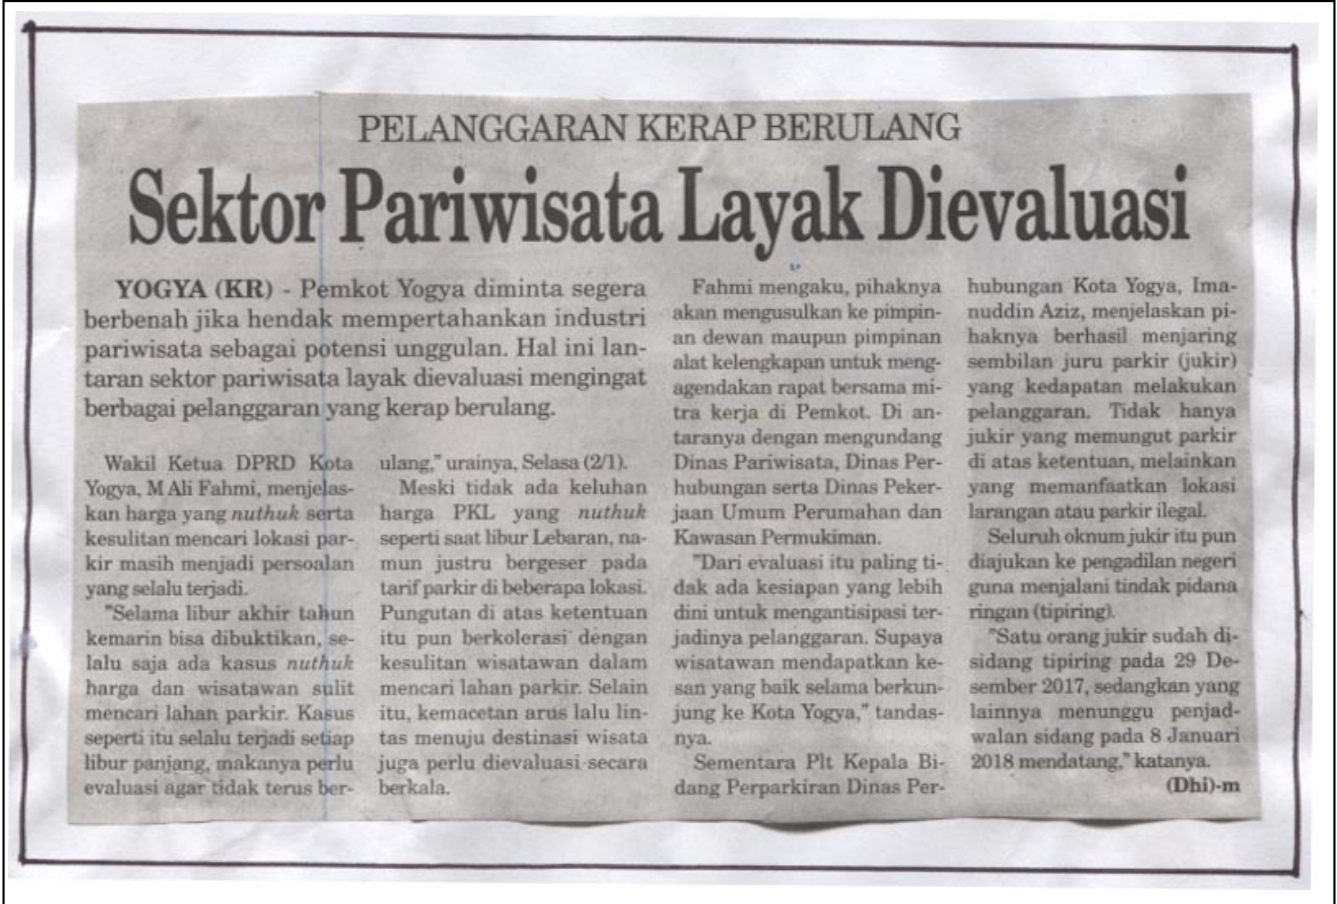 PELANGGARAN KERAP BERULANG
Sektor Pariwisata Layak Dievaluasi
YOGYA (KR) - Pemkot Yogya diminta segera
berbenah jika hendak mempertahankan industri
pariwisata sebagai potensi unggulan. Hal ini lan-
taran sektor pariwisata layak dievaluasi mengingat
berbagai pelanggaran yang kerap berulang.
Wakil Ketua DPRD Kota
Yogya, M Ali Fahmi, menjelas-
kan harga yang nuthuk serta
kesulitan mencari lokasi par-
kir masih menjadi persoalan
yang selalu terjadi.
"Selama libur akhir tahun
kemarin bisa dibuktikan, se-
lalu saja ada kasus nuthuk
harga dan wisatawan sulit
mencari lahan parkir. Kasus
seperti itu selalu terjadi setiap
libur panjang, makanya perlu
evaluasi agar tidak terus ber-
ulang," urainya, Selasa (2/1).
Meski tidak ada keluhan
harga PKL yang nuthuk
seperti saat libur Lebaran, na-
mun justru bergeser pada
tarif parkir di beberapa lokasi.
Pungutan di atas ketentuan
itu pun berkolerasi dengan
kesulitan wisatawan dalam
mencari lahan parkir. Selain
itu, kemacetan arus lalu lin-
tas menuju destinasi wisata
juga perlu dievaluasi secara
berkala.
Fahmi mengaku, pihaknya
akan mengusulkan ke pimpin-
an dewan maupun pimpinan
alat kelengkapan untuk meng-
agendakan rapat bersama mi-
tra kerja di Pemkot. Di an-
taranya dengan mengundang
Dinas Pariwisata, Dinas Per-
hubungan serta Dinas Peker-
jaan Umum Perumahan dan
Kawasan Permukiman.
"Dari evaluasi itu paling ti-
dak ada kesiapan yang lebih
dini untuk mengantisipasi ter-
jadinya pelanggaran. Supaya
wisatawan mendapatkan ke-
san yang baik selama berkun-
jung ke Kota Yogya," tandas-
nya.
Sementara Plt Kepala Bi-
dang Perparkiran Dinas Per-
hubungan Kota Yogya, Ima-
nuddin Aziz, menjelaskan pi-
haknya berhasil menjaring
sembilan juru parkir (jukir)
yang kedapatan melakukan
pelanggaran. Tidak hanya
jukir yang memungut parkir
di atas ketentuan, melainkan
yang memanfaatkan lokasi
larangan atau parkir ilegal.
Seluruh oknum jukir itu pun
diajukan ke pengadilan negeri
guna menjalani tindak pidana
ringan (tipiring).
"Satu orang jukir sudah di-
sidang tipiring pada 29 De-
sember 2017, sedangkan yang
lainnya menunggu penjad-
walan sidang pada 8 Januari
2018 mendatang," katanya.
(Dhi)-m